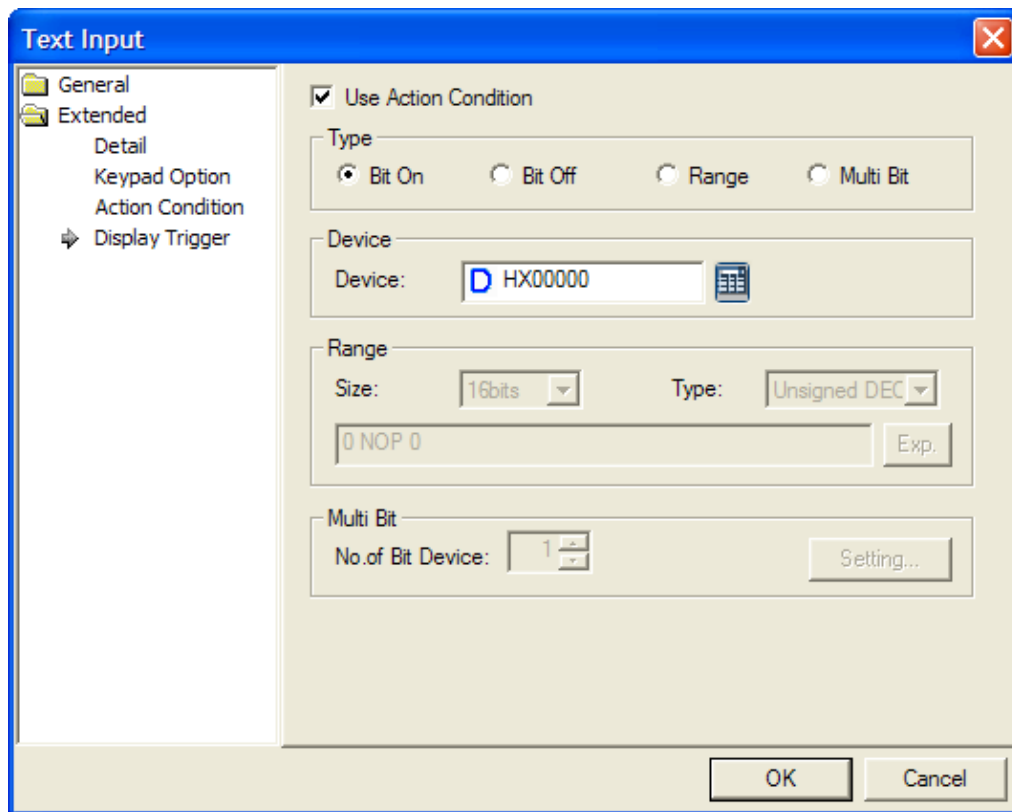 Text Input
General
Extended
Detail
Keypad Option
Action Condition
Display Trigger
Use Action Condition
Type
Bit On Bit Off Range Multi Bit
Device
Device: D HX00000
Range
Size: 16bits Type: Unsigned DEC
0 NOP 0 Exp.
Multi Bit
No.of Bit Device: 1 Setting...
OK Cancel